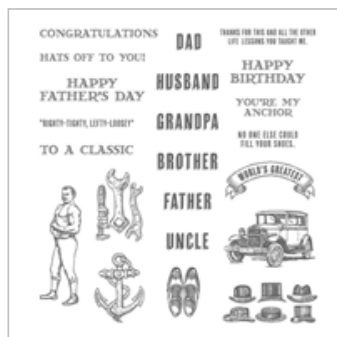 CONGRATULATIONS
HATS OFF TO YOU!
HAPPY
FATHER'S DAY
"RIGHTY-TIGHTY, LEFTY-LOOSEY"
TO A CLASSIC
DAD
HUSBAND
GRANDPA
BROTHER
FATHER
UNCLE
THANKS FOR THIS AND ALL THE OTHER
LIFE LESSONS YOU TAUGHT ME.
HAPPY
BIRTHDAY
YOU'RE MY
ANCHOR
NO ONE ELSE COULD
FILL YOUR SHOES.
WORLD'S GREATEST